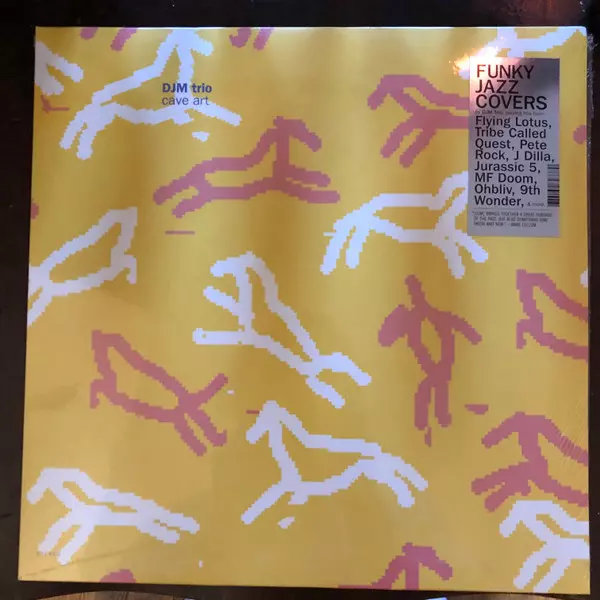 DJM trio
cave art
FUNKY
JAZZ
COVERS
Flying Lotus,
Tribe Called
Quest, Pete
Rock, J Dilla,
Jurassic 5,
MF Doom,
Ohbliv, 9th
Wonder, & more